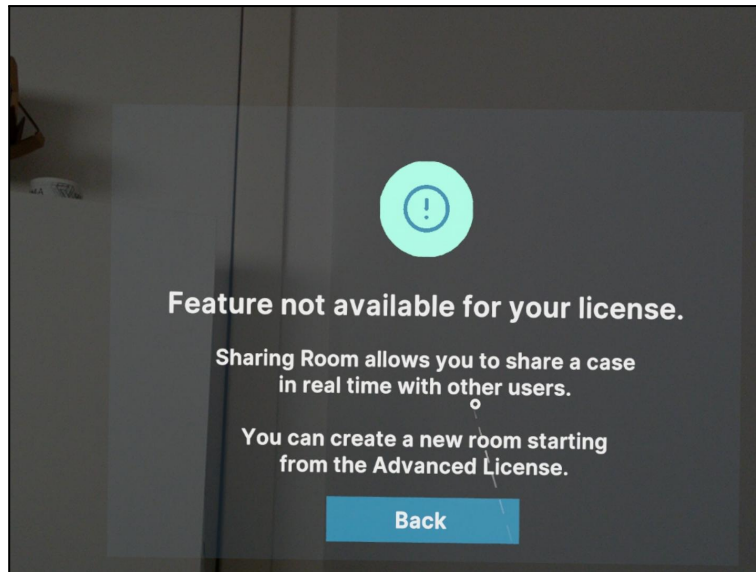 Feature not available for your license.
Sharing Room allows you to share a case
in real time with other users.
You can create a new room starting
from the Advanced License.
Back